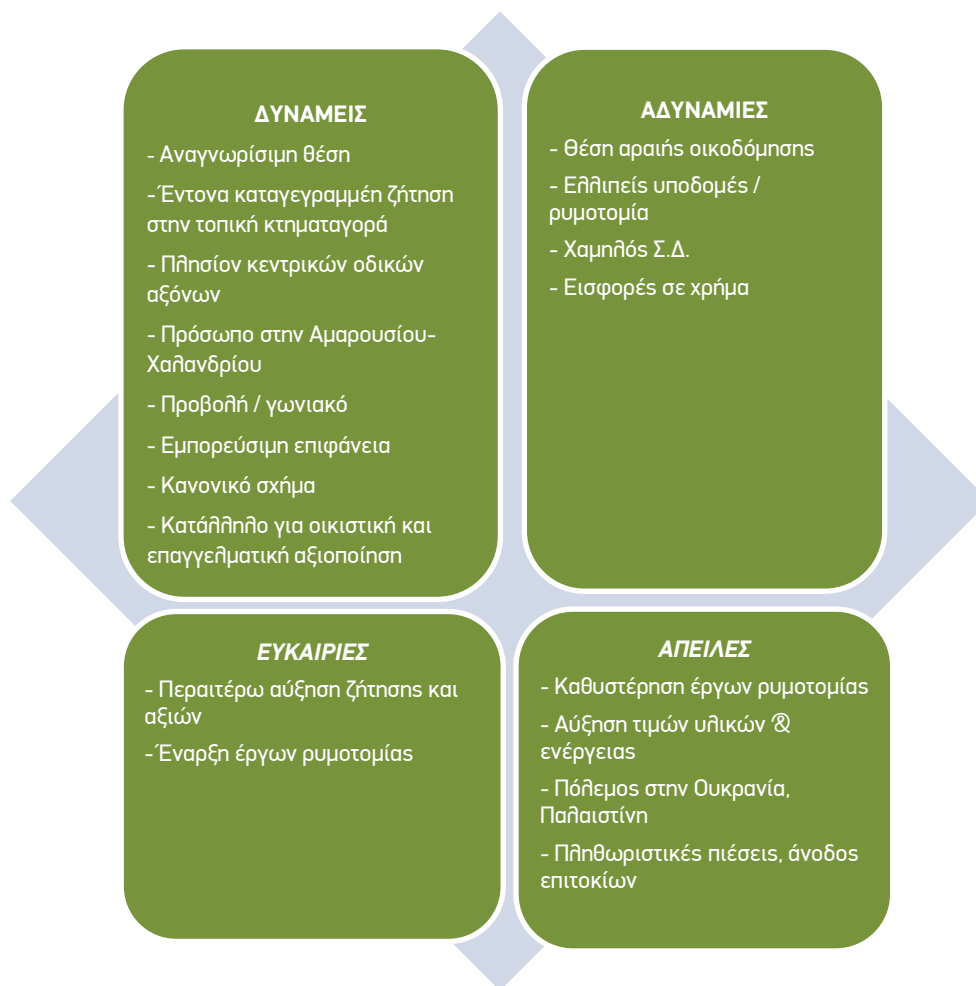 ΔΥΝΑΜΕΙΣ
- Αναγνωρίσιμη θέση
- Έντονα καταγεγραμμένη ζήτηση
στην τοπική κτηματαγορά
- Πλησίον κεντρικών οδικών
αξόνων
- Πρόσωπο στην Αμαρουσίου-
Χαλανδρίου
- Προβολή / γωνιακό
- Εμπορεύσιμη επιφάνεια
- Κανονικό σχήμα
- Κατάλληλο για οικιστική και
επαγγελματική αξιοποίηση
ΑΔΥΝΑΜΙΕΣ
- Θέση αραιής οικοδόμησης
- Ελλιπείς υποδομές /
ρυμοτομία
- Χαμηλός Σ.Δ.
- Εισφορές σε χρήμα
ΕΥΚΑΙΡΙΕΣ
- Περαιτέρω αύξηση ζήτησης και
αξιών
- Έναρξη έργων ρυμοτομίας
ΑΠΕΙΛΕΣ
- Καθυστέρηση έργων ρυμοτομίας
- Αύξηση τιμών υλικών &
ενέργειας
- Πόλεμος στην Ουκρανία,
Παλαιστίνη
- Πληθωριστικές πιέσεις, άνοδος
επιτοκίων